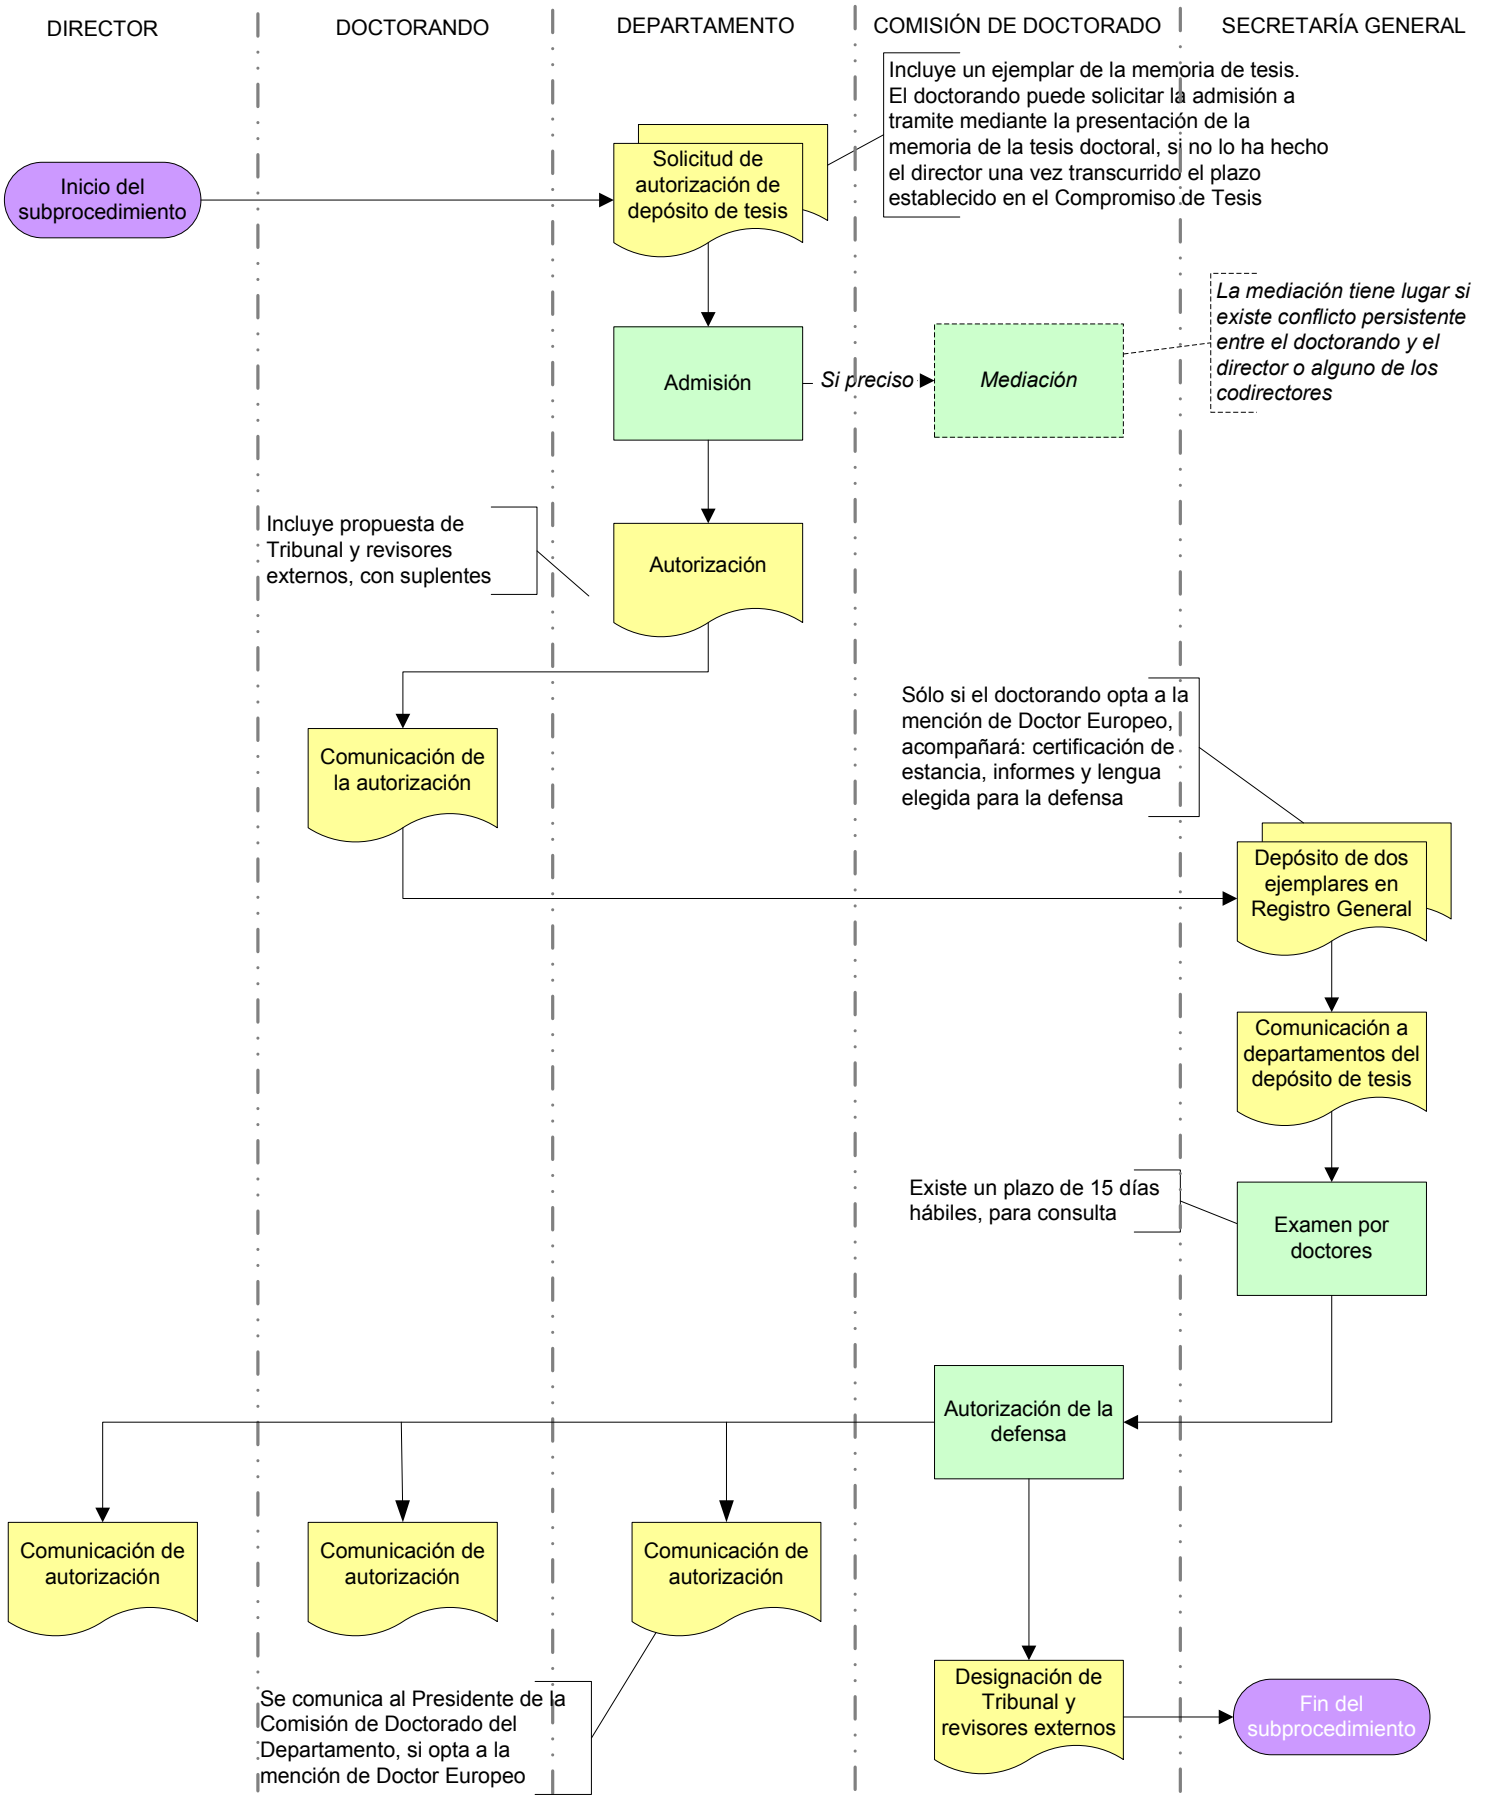 DIRECTOR
DOCTORANDO
DEPARTAMENTO
COMISIÓN DE DOCTORADO
SECRETARÍA GENERAL
Incluye un ejemplar de la memoria de tesis.
El doctorando puede solicitar la admisión a
tramite mediante la presentación de la
memoria de la tesis doctoral, si no lo ha hecho
el director una vez transcurrido el plazo
establecido en el Compromiso de Tesis
Inicio del
subprocedimiento
Solicitud de
autorización de
depósito de tesis
La mediación tiene lugar si
existe conflicto persistente
entre el doctorando y el
director o alguno de los
codirectores
Admisión
Si preciso
Mediación
Incluye propuesta de
Tribunal y revisores
externos, con suplentes
Autorización
Sólo si el doctorando opta a la
mención de Doctor Europeo,
acompañará: certificación de
estancia, informes y lengua
elegida para la defensa
Comunicación de
la autorización
Depósito de dos
ejemplares en
Registro General
Comunicación a
departamentos del
depósito de tesis
Existe un plazo de 15 días
hábiles, para consulta
Examen por
doctores
Autorización de la
defensa
Comunicación de
autorización
Comunicación de
autorización
Comunicación de
autorización
Se comunica al Presidente de la
Comisión de Doctorado del
Departamento, si opta a la
mención de Doctor Europeo
Designación de
Tribunal y
revisores externos
Fin del
subprocedimiento